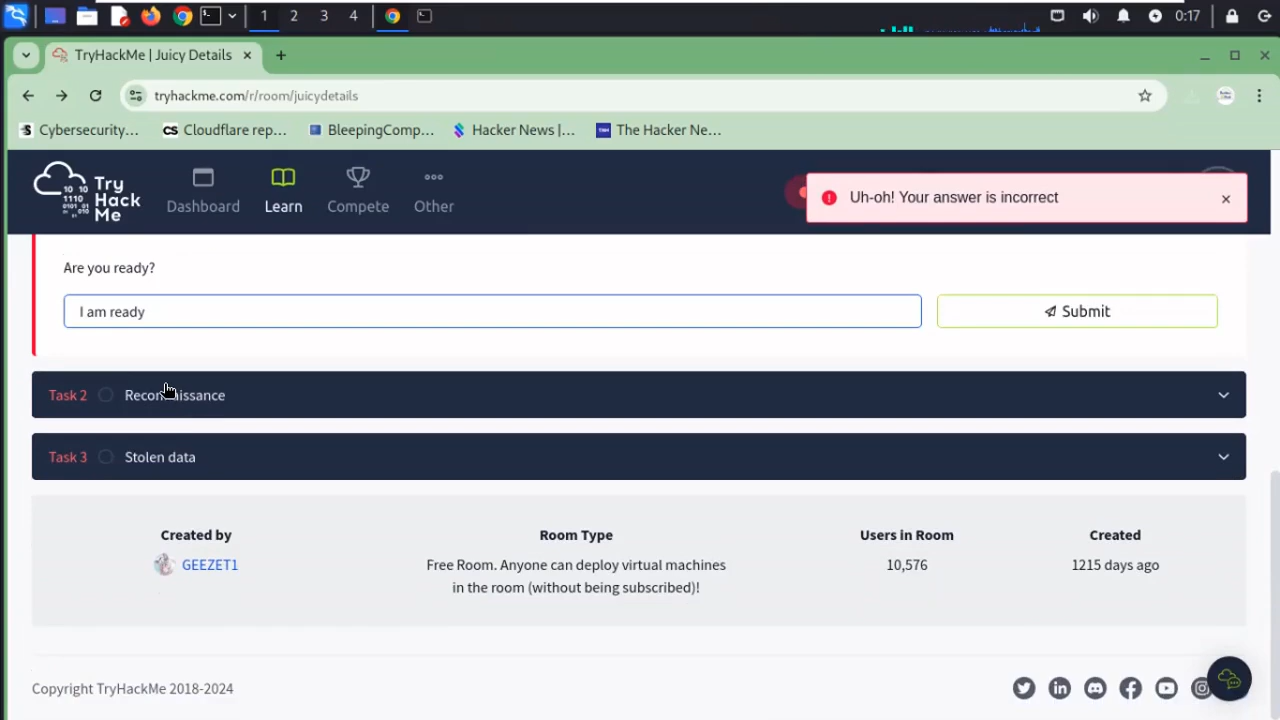 1 2 3 4 0:17
TryHackMe | Juicy Details
tryhackme.com/r/room/juicydetails
Cybersecurity... Cloudflare rep... BleepingComp... Hacker News |... The Hacker Ne...
Try Hack Me
Dashboard Learn Compete Other
Uh-oh! Your answer is incorrect
Are you ready?
I am ready Submit
Task 2 Reconnaissance
Task 3 Stolen data
Created by Room Type Users in Room Created
GEEZET1 Free Room. Anyone can deploy virtual machines 10,576 1215 days ago
in the room (without being subscribed)!
Copyright TryHackMe 2018-2024